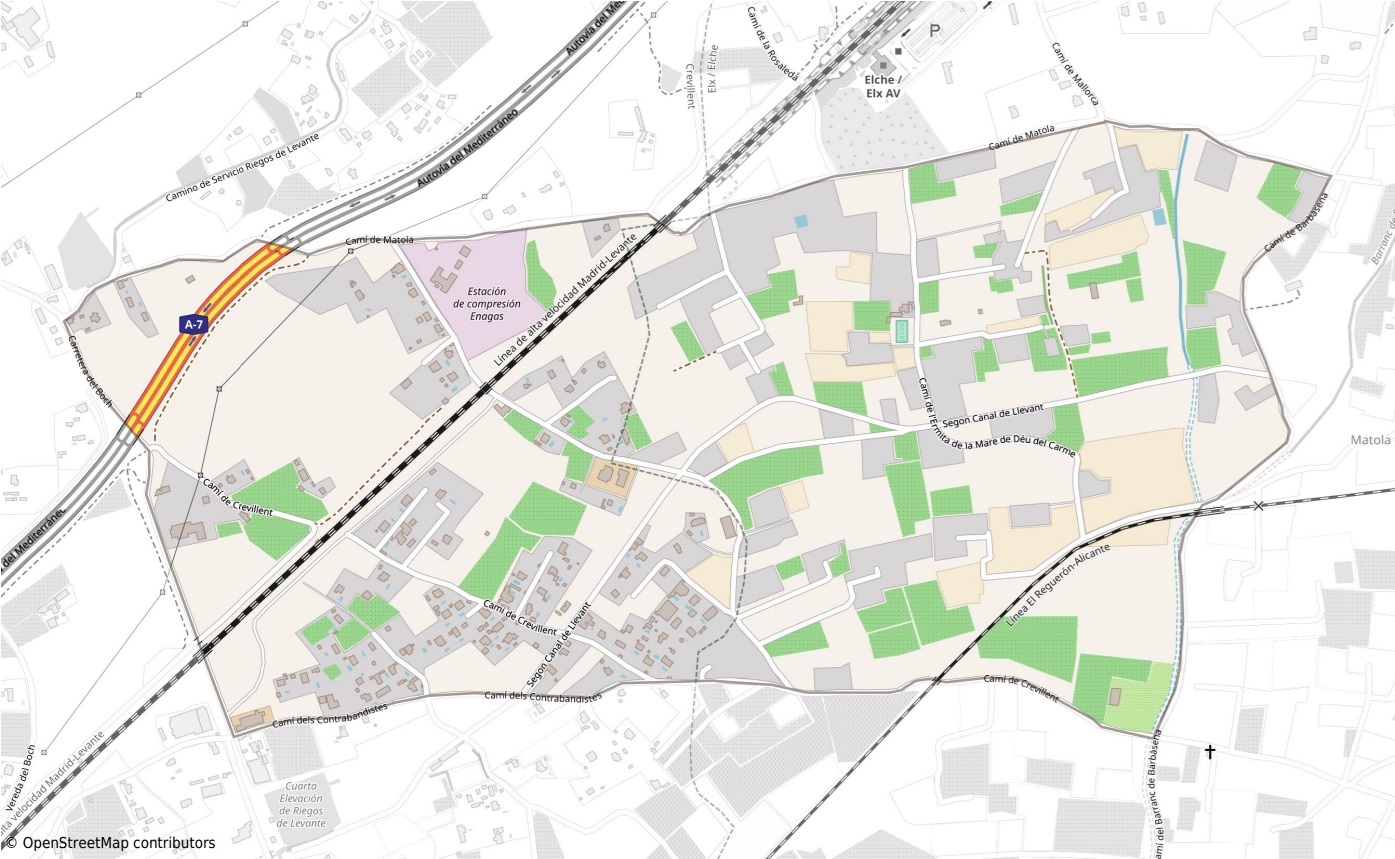 Autovía del Me
Camí de la Rosaleda
P
Elche /
Elx AV
Crevillent
Elx / Elche
Camí de Mallorca
Autovía del Mediterráneo
Camino de Servicio Riegos de Levante
Camí de Matola
Camí de Matola
Camí de Barbasena
Línea de alta velocidad Madrid-Levante
Estación
de compresión
Enagas
A-7
Carretera del Boch
Camí de l'Ermita de la Mare de Déu del Carme
Segon Canal de Llevant
Matola
Camí de Crevillent
del Mediterráneo
Línea El Reguerón-Alicante
Camí de Crevillent
Segon Canal de Llevant
Camí de Crevillent
Camí dels Contrabandistes
Camí dels Contrabandistes
Vereda del Boch
alta velocidad Madrid-Levante
Cuarta
Elevación
de Riegos
de Levante
amí del Barranc de Barbasena
© OpenStreetMap contributors